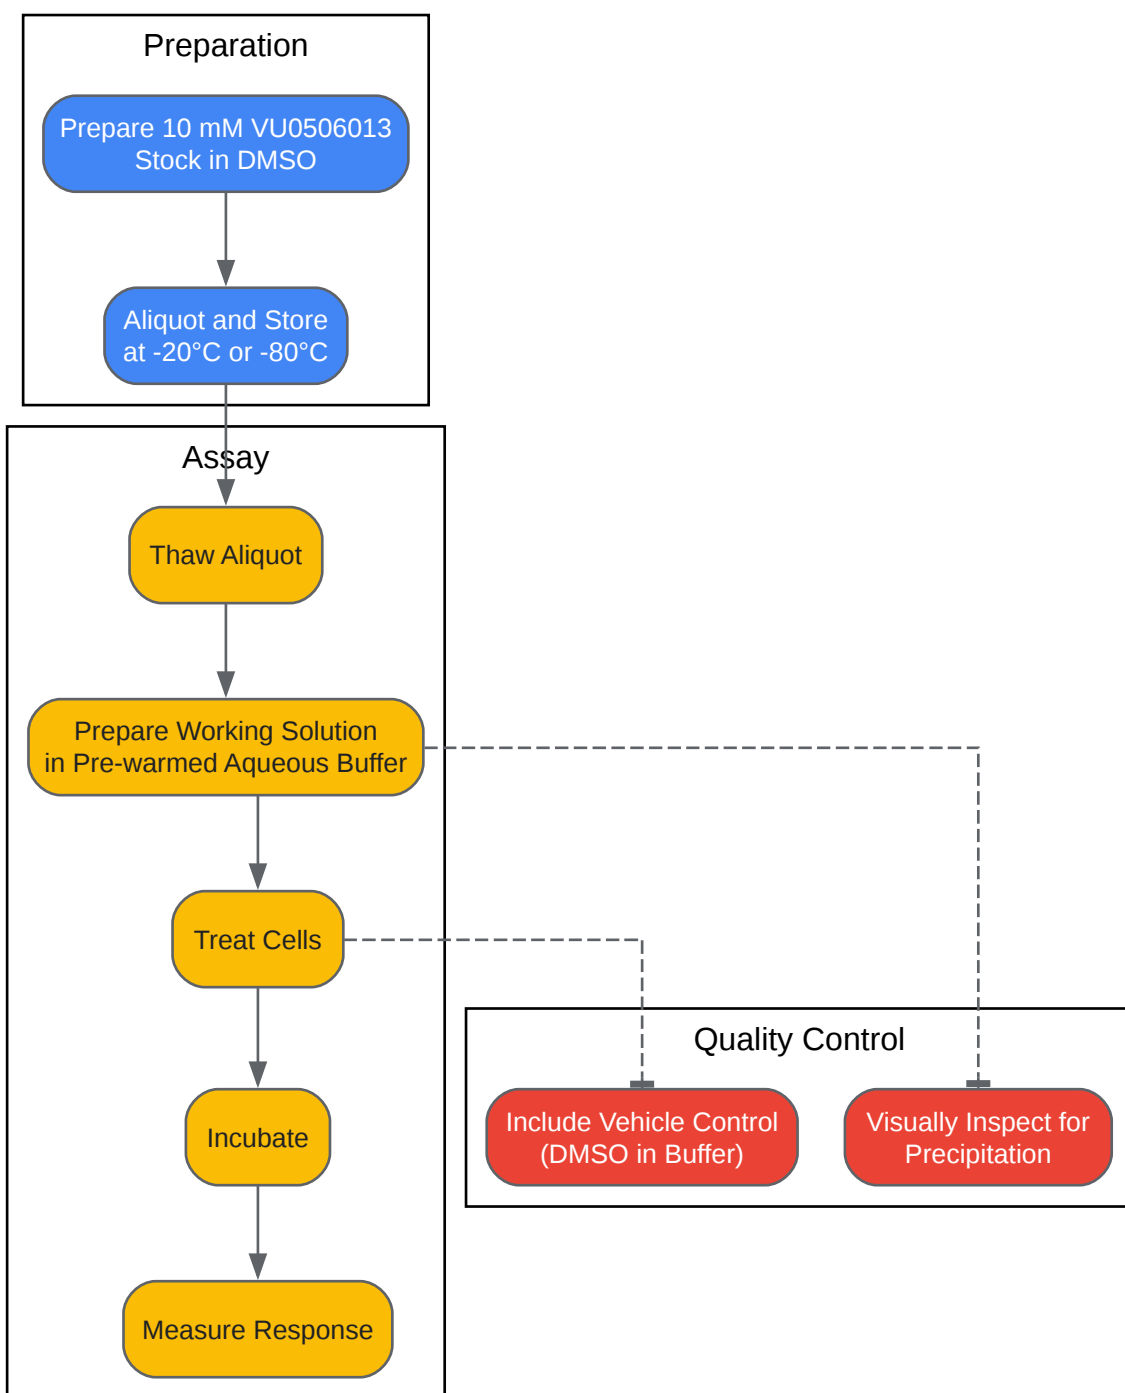 Preparation
Prepare 10 mM VU0506013
Stock in DMSO
Aliquot and Store
at -20°C or -80°C
Assay
Thaw Aliquot
Prepare Working Solution
in Pre-warmed Aqueous Buffer
Treat Cells
Quality Control
Include Vehicle Control
(DMSO in Buffer)
Visually Inspect for
Precipitation
Incubate
Measure Response